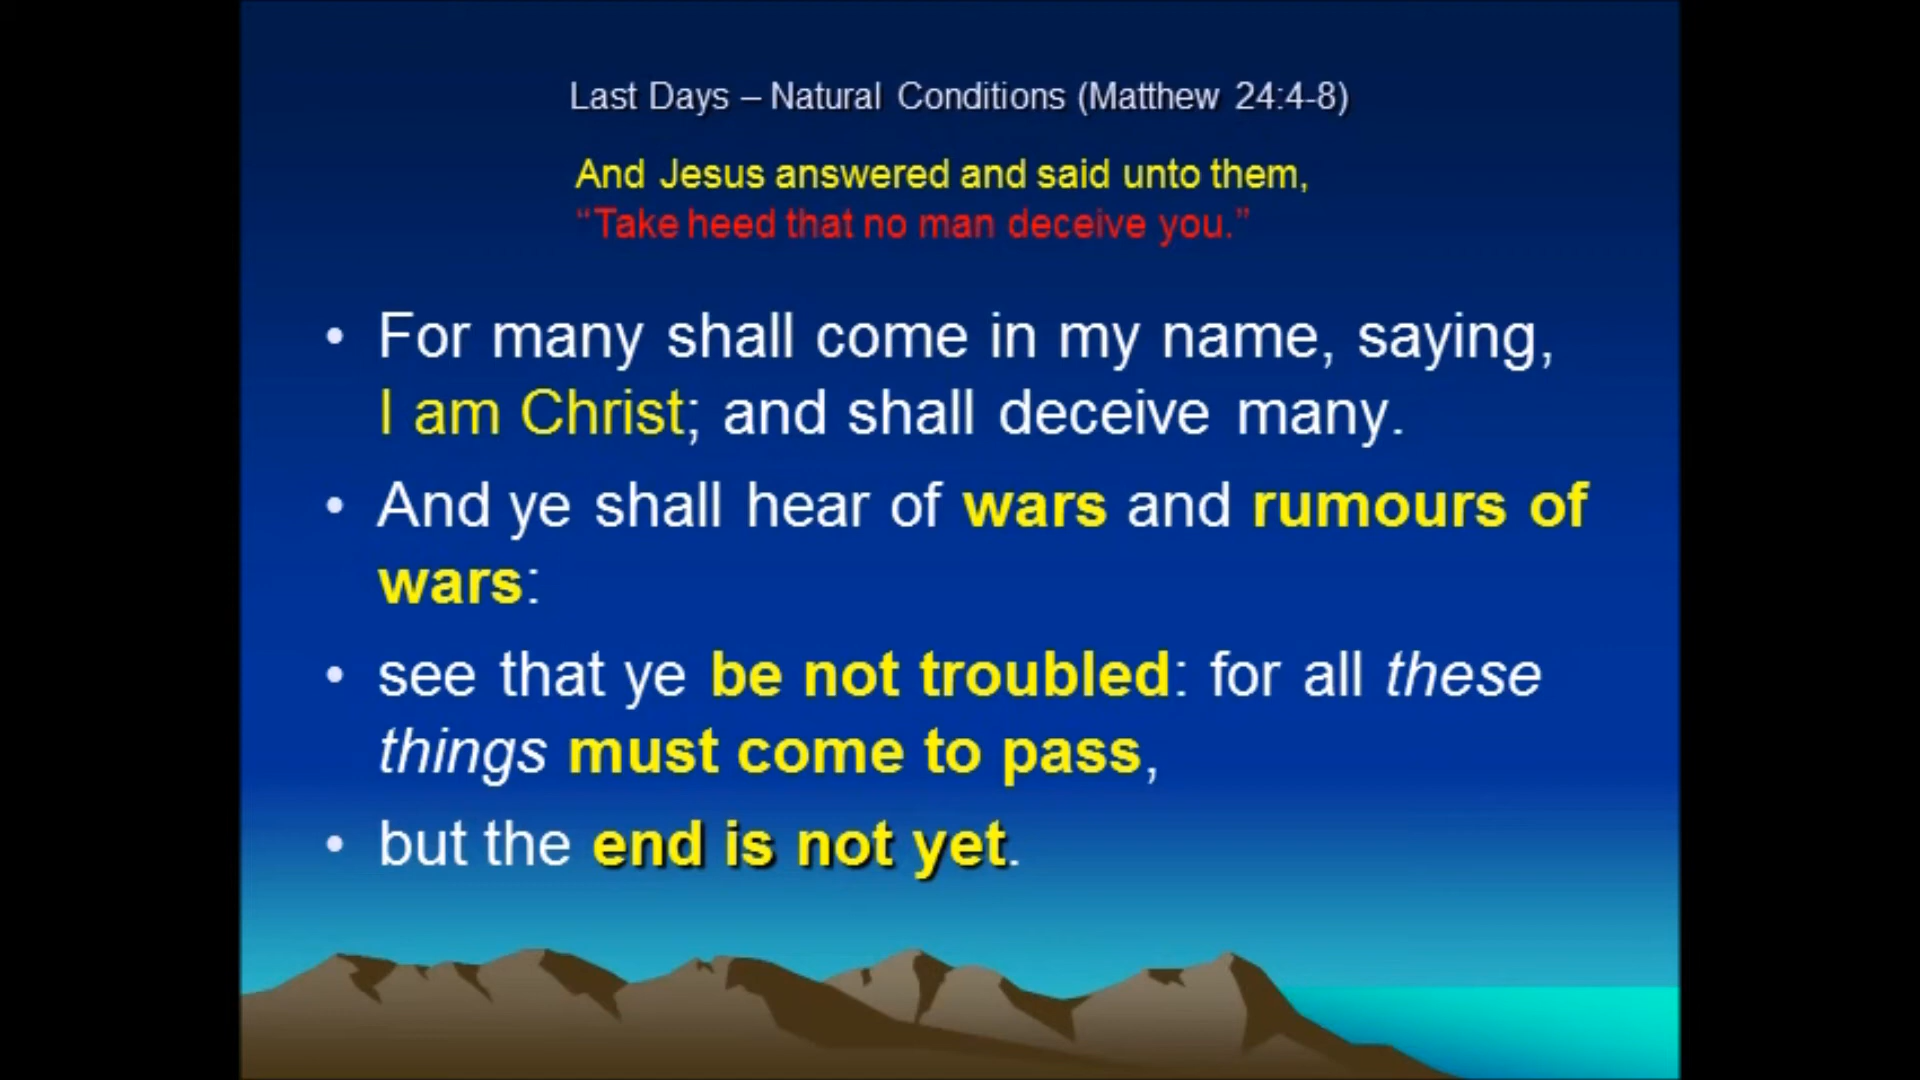 Last Days – Natural Conditions (Matthew 24:4-8)
And Jesus answered and said unto them,
“Take heed that no man deceive you.”
• For many shall come in my name, saying,
I am Christ; and shall deceive many.
• And ye shall hear of wars and rumours of
wars:
• see that ye be not troubled: for all these
things must come to pass,
• but the end is not yet.